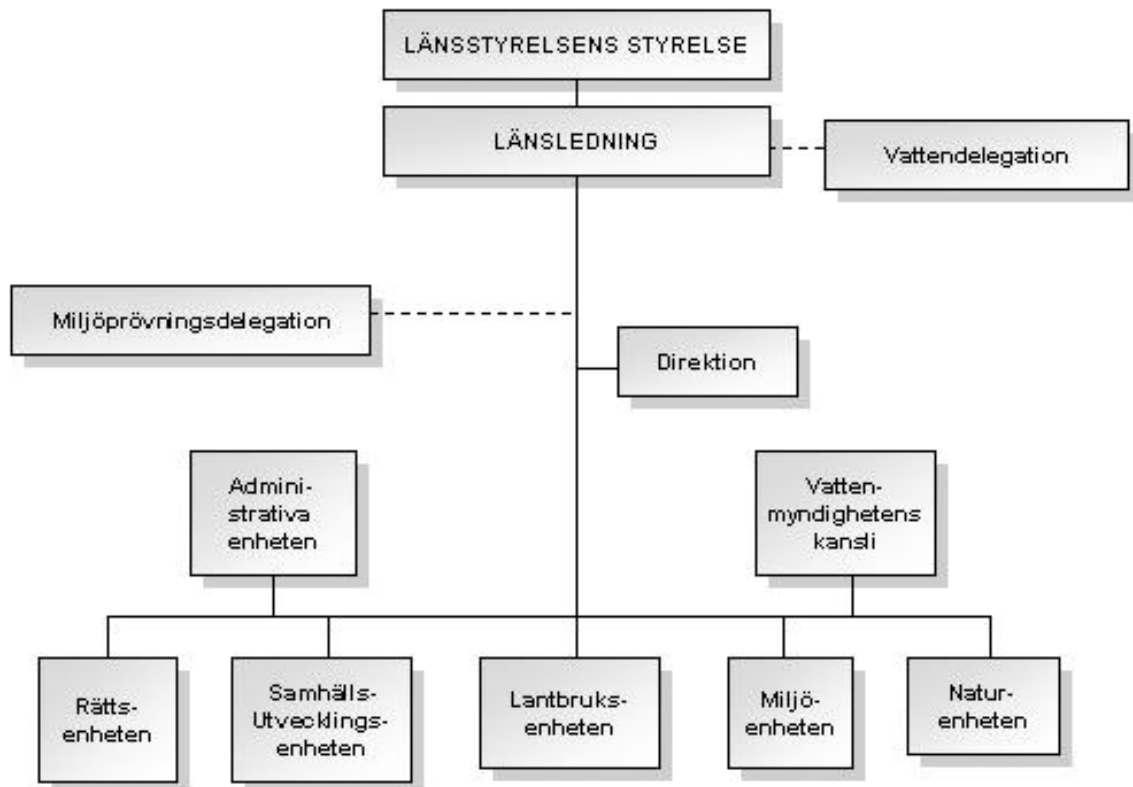 LÄNSSTYRELSENS STYRELSE
LÄNSLEDNING
Vattendelegation
Miljöprövningsdelegation
Direktion
Admini-
strativa
enheten
Vatten-
myndighetens
kansli
Rätts-
enheten
Samhälls-
Utvecklings-
enheten
Lantbruks-
enheten
Miljö-
enheten
Natur-
enheten